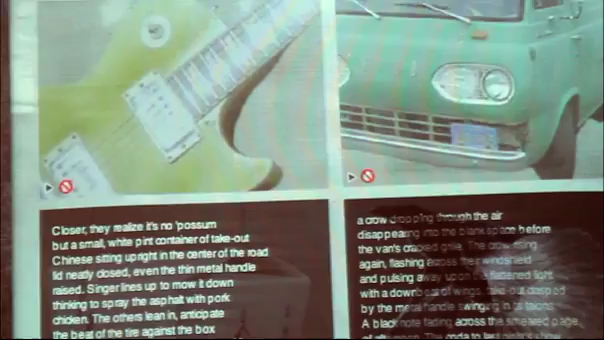 Closer, they realize it's no 'possum
but a small, white pint container of take-out
Chinese sitting upright in the center of the road
lid neatly closed, even the thin metal handle
raised. Singer lines up to mow it down
thinking to spray the asphalt with pork
chicken. The others lean in, anticipate
the beat of the tire against the box
a crow dropping through the air
disappearing into the blank space before
the van's cracked grille. The crow rising
again, flashing across their windshield
and pulsing away upon the flattened light
with a downbeat of wings, take-out clasped
by the metal handle swinging in its talons
A black note fading across the smeared page,